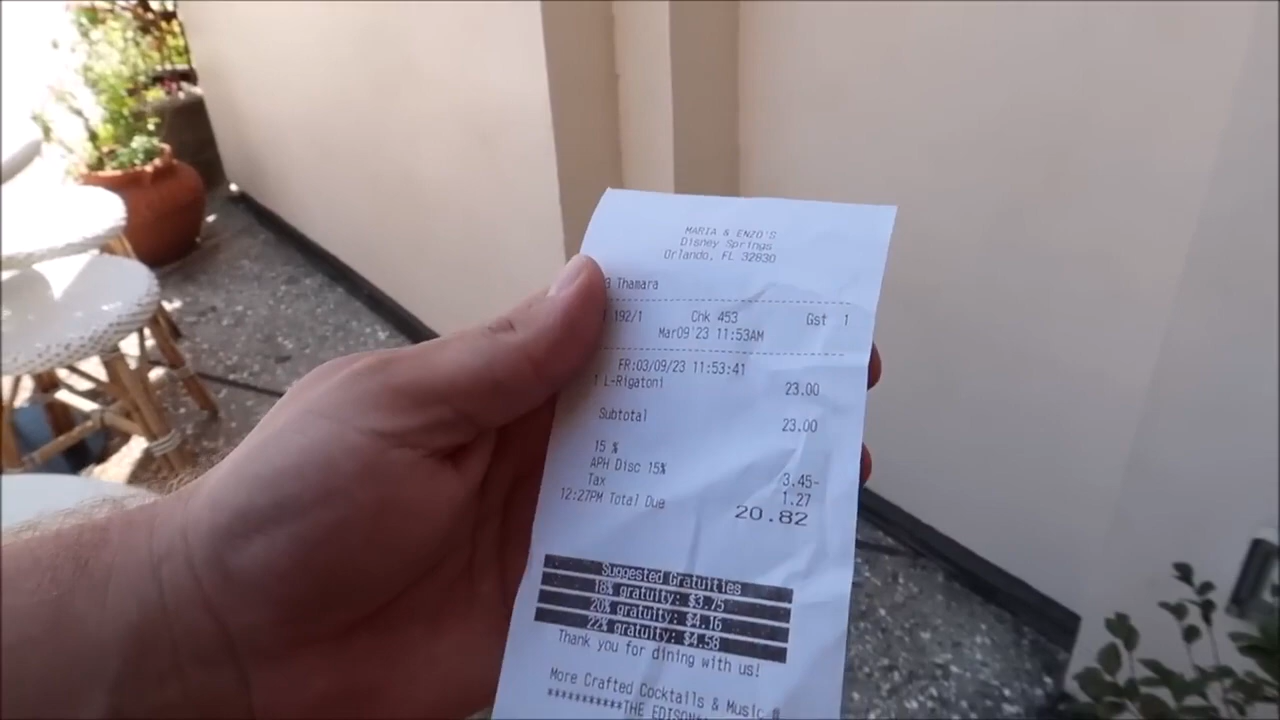 MARIA & ENZO'S
Disney Springs
Orlando, FL 32830
3 Thamara
192/1 Chk 453 Gst 1
Mar09'23 11:53AM
FR:03/09/23 11:53:41
1 L-Rigatoni 23.00
Subtotal 23.00
15 %
APH Disc 15% 3.45-
Tax 1.27
12:27PM Total Due 20.82
Suggested Gratuities
18% gratuity: $3.75
20% gratuity: $4.16
22% gratuity: $4.58
Thank you for dining with us!
More Crafted Cocktails & Music @
***********THE EDISON